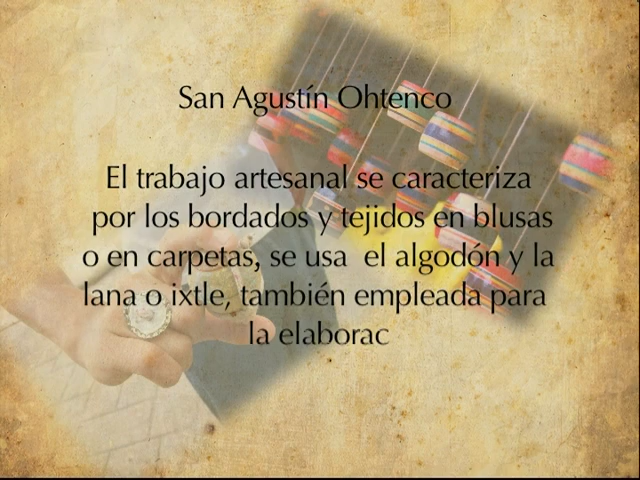 San Agustín Ohtenco
El trabajo artesanal se caracteriza
por los bordados y tejidos en blusas
o en carpetas, se usa el algodón y la
lana o ixtle, también empleada para
la elaborac